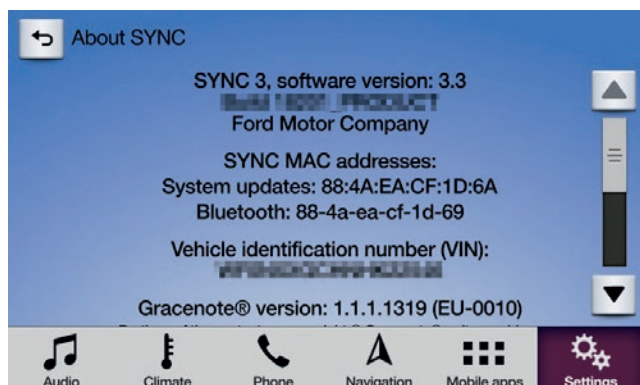 About SYNC
SYNC 3, software version: 3.3
Ford Motor Company
SYNC MAC addresses:
System updates: 88:4A:EA:CF:1D:6A
Bluetooth: 88-4a-ea-cf-1d-69
Vehicle identification number (VIN):
Gracenote® version: 1.1.1.1319 (EU-0010)
Audio
Climate
Phone
Navigation
Mobile apps
Settings